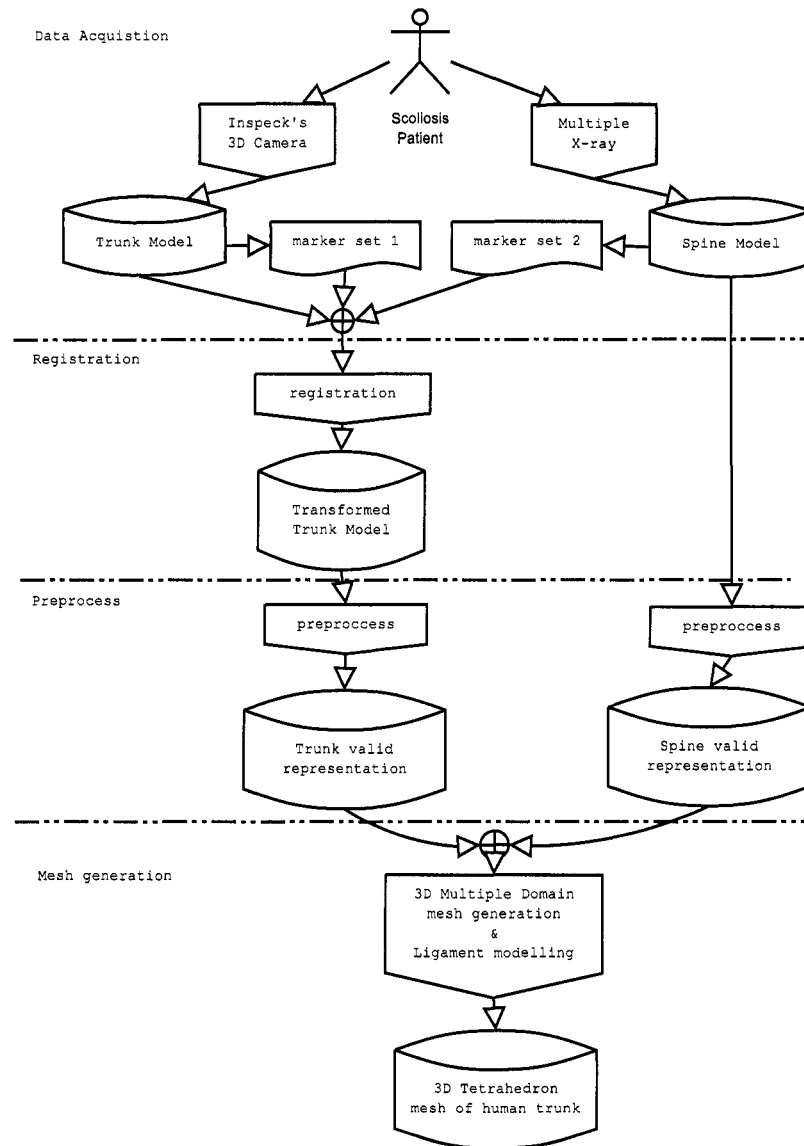 Data Acquistion
Inspeck's
3D Camera
Scoliosis
Patient
Multiple
X-ray
Trunk Model
marker set 1
marker set 2
Spine Model
Registration
registration
Transformed
Trunk Model
Preprocess
preproccess
preproccess
Trunk valid
representation
Spine valid
representation
Mesh generation
3D Multiple Domain
mesh generation
&
Ligament modelling
3D Tetrahedron
mesh of human trunk